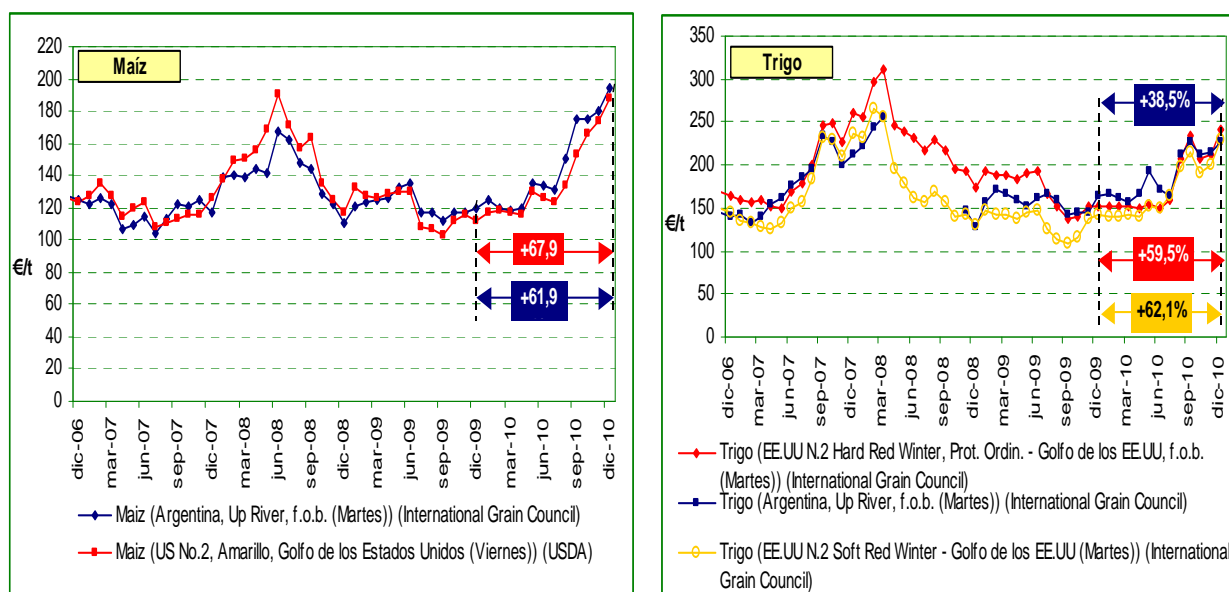 Maíz
220
200
180
160
140
120
100
80
60
40
20
0
€/t
+67,9
+61,9
dic-06
mar-07
jun-07
sep-07
dic-07
mar-08
jun-08
sep-08
dic-08
mar-09
jun-09
sep-09
dic-09
mar-10
jun-10
sep-10
dic-10
Maiz (Argentina, Up River, f.o.b. (Martes)) (International Grain Council)
Maiz (US No.2, Amarillo, Golfo de los Estados Unidos (Viernes)) (USDA)
Trigo
350
300
250
200
150
100
50
0
€/t
+38,5%
+59,5%
+62,1%
dic-06
mar-07
jun-07
sep-07
dic-07
mar-08
jun-08
sep-08
dic-08
mar-09
jun-09
sep-09
dic-09
mar-10
jun-10
sep-10
dic-10
Trigo (EE.UU N.2 Hard Red Winter, Prot. Ordin. - Golfo de los EE.UU, f.o.b.
(Martes)) (International Grain Council)
Trigo (Argentina, Up River, f.o.b. (Martes)) (International Grain Council)
Trigo (EE.UU N.2 Soft Red Winter - Golfo de los EE.UU (Martes)) (International
Grain Council)